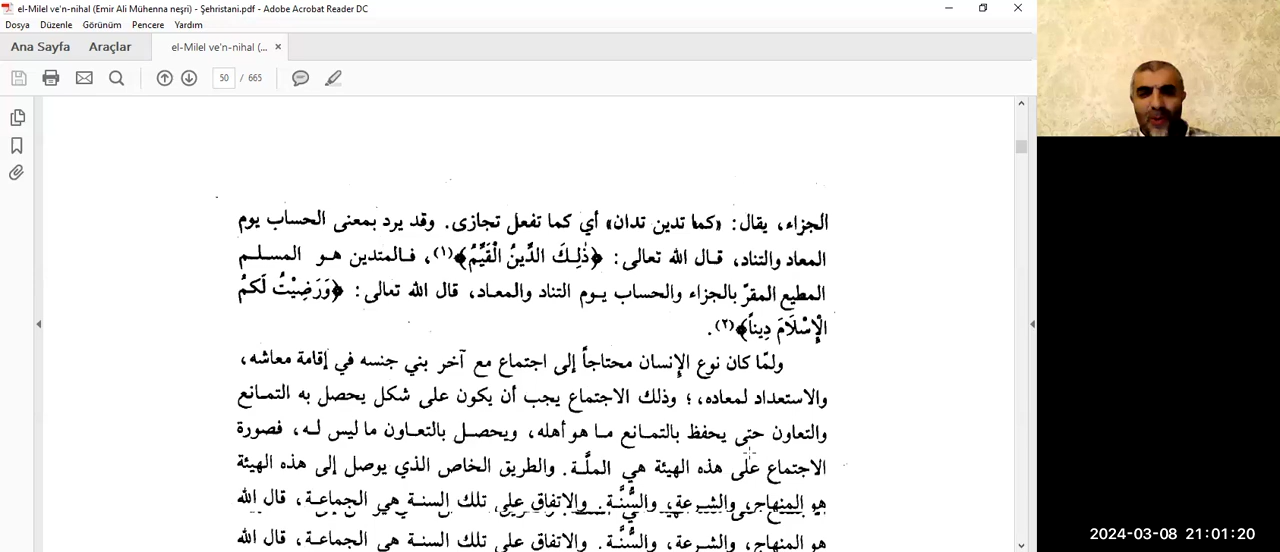 el-Milel ve'n-nihal (Emir Ali Mühenna neşri) - Şehristani.pdf - Adobe Acrobat Reader DC
Dosya Düzenle Görünüm Pencere Yardım
Ana Sayfa Araçlar el-Milel ve'n-nihal (... ×
50 / 665
الجزاء، يقال: «كما تدين تدان» أي كما تفعل تجازى. وقد يرد بمعنى الحساب يوم
المعاد والتناد، قال الله تعالى: ﴿ذٰلِكَ الدِّينُ الْقَيِّمُ﴾(١)، فالمتدين هو المسلم
المطيع المقرّ بالجزاء والحساب يوم التناد والمعاد، قال الله تعالى: ﴿وَرَضِيْتُ لَكُمُ
الْإِسْلَامَ دِيناً﴾(٢).
ولمّا كان نوع الإنسان محتاجاً إلى اجتماع مع آخر بني جنسه في إقامة معاشه،
والاستعداد لمعاده، ؛ وذلك الاجتماع يجب أن يكون على شكل يحصل به التمانع
والتعاون حتى يحفظ بالتمانع ما هو أهله، ويحصل بالتعاون ما ليس له، فصورة
الاجتماع على هذه الهيئة هي الملَّة. والطريق الخاص الذي يوصل إلى هذه الهيئة
هو المنهاج، والشرعة، والسُّنَّة. والاتفاق على تلك السنة هي الجماعة، قال الله
هو المنهاج، والشرعة، والسُّنَّة. والاتفاق على تلك السنة هي الجماعة، قال الله
2024-03-08 21:01:20